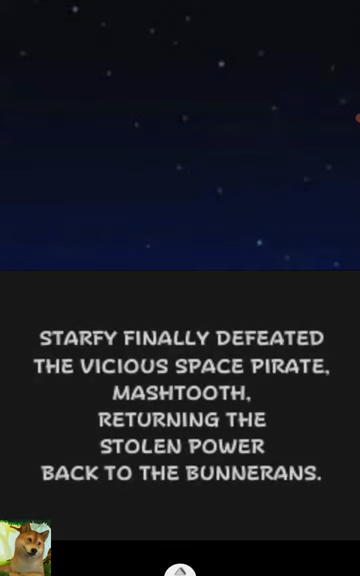 STARFY FINALLY DEFEATED
THE VICIOUS SPACE PIRATE,
MASHTOOTH,
RETURNING THE
STOLEN POWER
BACK TO THE BUNNERANS.